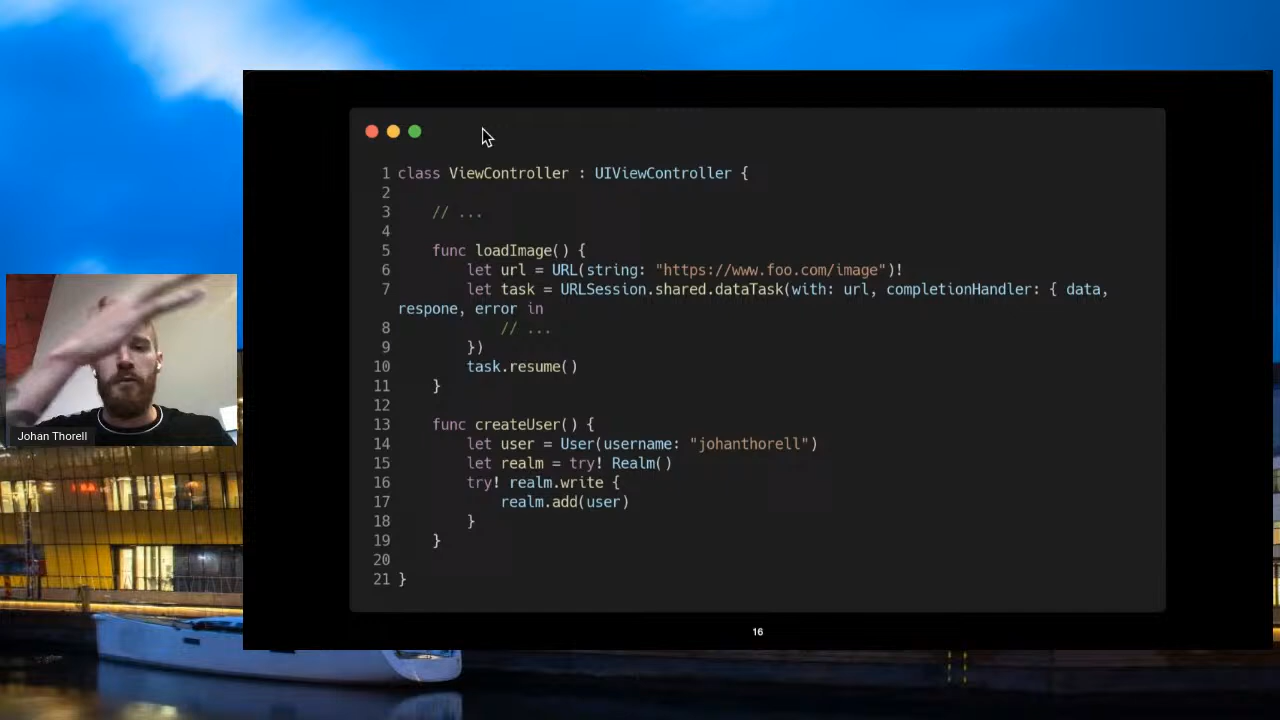 1 class ViewController : UIViewController {
2
3     // ...
4
5     func loadImage() {
6         let url = URL(string: "https://www.foo.com/image")!
7         let task = URLSession.shared.dataTask(with: url, completionHandler: { data,
respone, error in
8             // ...
9         })
10         task.resume()
11     }
12
13     func createUser() {
14         let user = User(username: "johanthorell")
15         let realm = try! Realm()
16         try! realm.write {
17             realm.add(user)
18         }
19     }
20
21 }
Johan Thorell
16